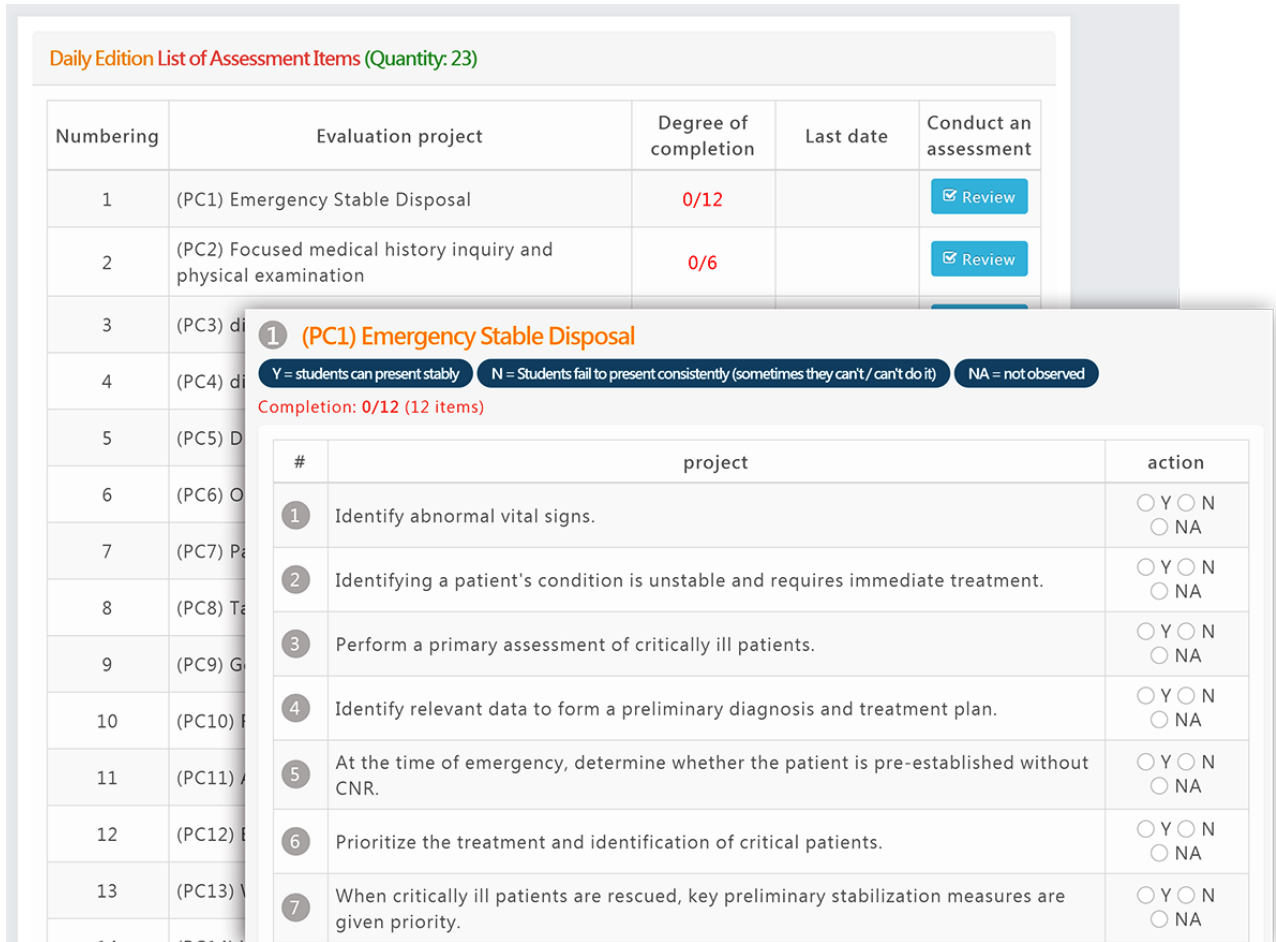 Daily Edition List of Assessment Items (Quantity: 23)
Numbering
Evaluation project
Degree of
completion
Last date
Conduct an
assessment
1
(PC1) Emergency Stable Disposal
0/12
Review
2
(PC2) Focused medical history inquiry and
physical examination
0/6
Review
3
(PC3)
4
(PC4)
5
(PC5)
6
(PC6)
7
(PC7)
8
(PC8)
9
(PC9)
10
(PC10)
11
(PC11)
12
(PC12)
13
(PC13)
1 (PC1) Emergency Stable Disposal
Y = students can present stably
N = Students fail to present consistently (sometimes they can't / can't do it)
NA = not observed
Completion: 0/12 (12 items)
#
project
action
1
Identify abnormal vital signs.
Y N
NA
2
Identifying a patient's condition is unstable and requires immediate treatment.
Y N
NA
3
Perform a primary assessment of critically ill patients.
Y N
NA
4
Identify relevant data to form a preliminary diagnosis and treatment plan.
Y N
NA
5
At the time of emergency, determine whether the patient is pre-established without
CNR.
Y N
NA
6
Prioritize the treatment and identification of critical patients.
Y N
NA
7
When critically ill patients are rescued, key preliminary stabilization measures are
given priority.
Y N
NA